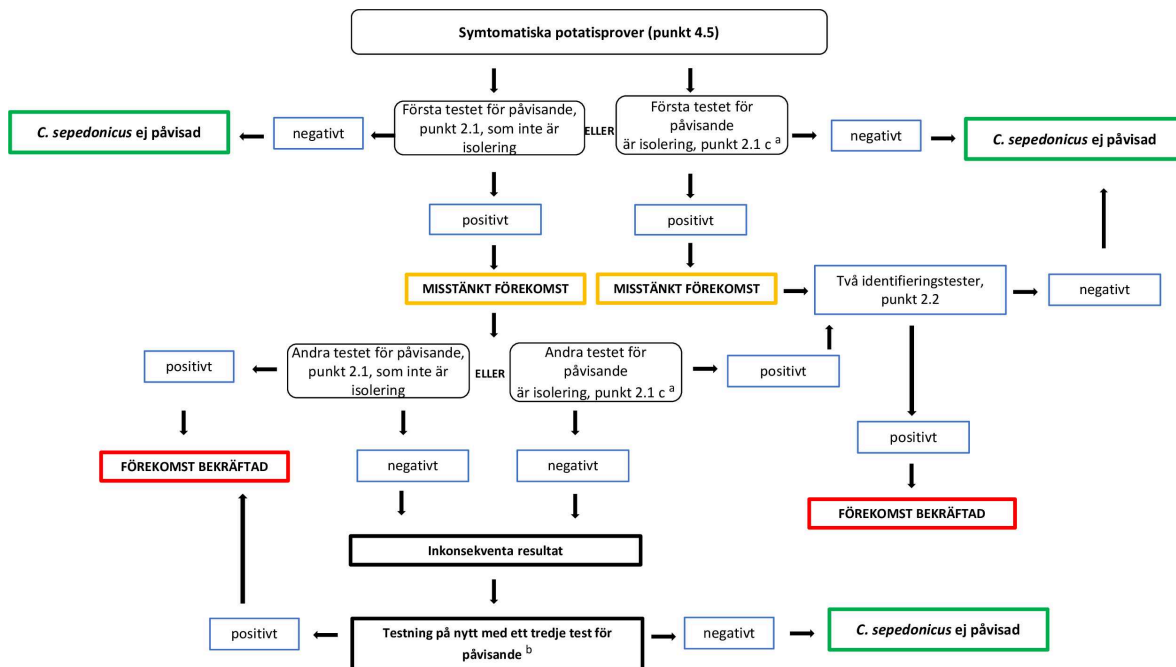 Symtomatiska potatisprover (punkt 4.5)
C. sepedonicus ej påvisad
negativt
Första testet för påvisande,
punkt 2.1, som inte är
isolering
ELLER
Första testet för
påvisande
är isolering, punkt 2.1 c a
negativt
C. sepedonicus ej påvisad
positivt
positivt
MISSTÄNKT FÖREKOMST
MISSTÄNKT FÖREKOMST
Två identifieringstester,
punkt 2.2
negativt
positivt
Andra testet för påvisande,
punkt 2.1, som inte är
isolering
ELLER
Andra testet för
påvisande
är isolering, punkt 2.1 c a
positivt
FÖREKOMST BEKRÄFTAD
negativt
negativt
positivt
FÖREKOMST BEKRÄFTAD
Inkonsekventa resultat
positivt
Testning på nytt med ett tredje test för
påvisande b
negativt
C. sepedonicus ej påvisad